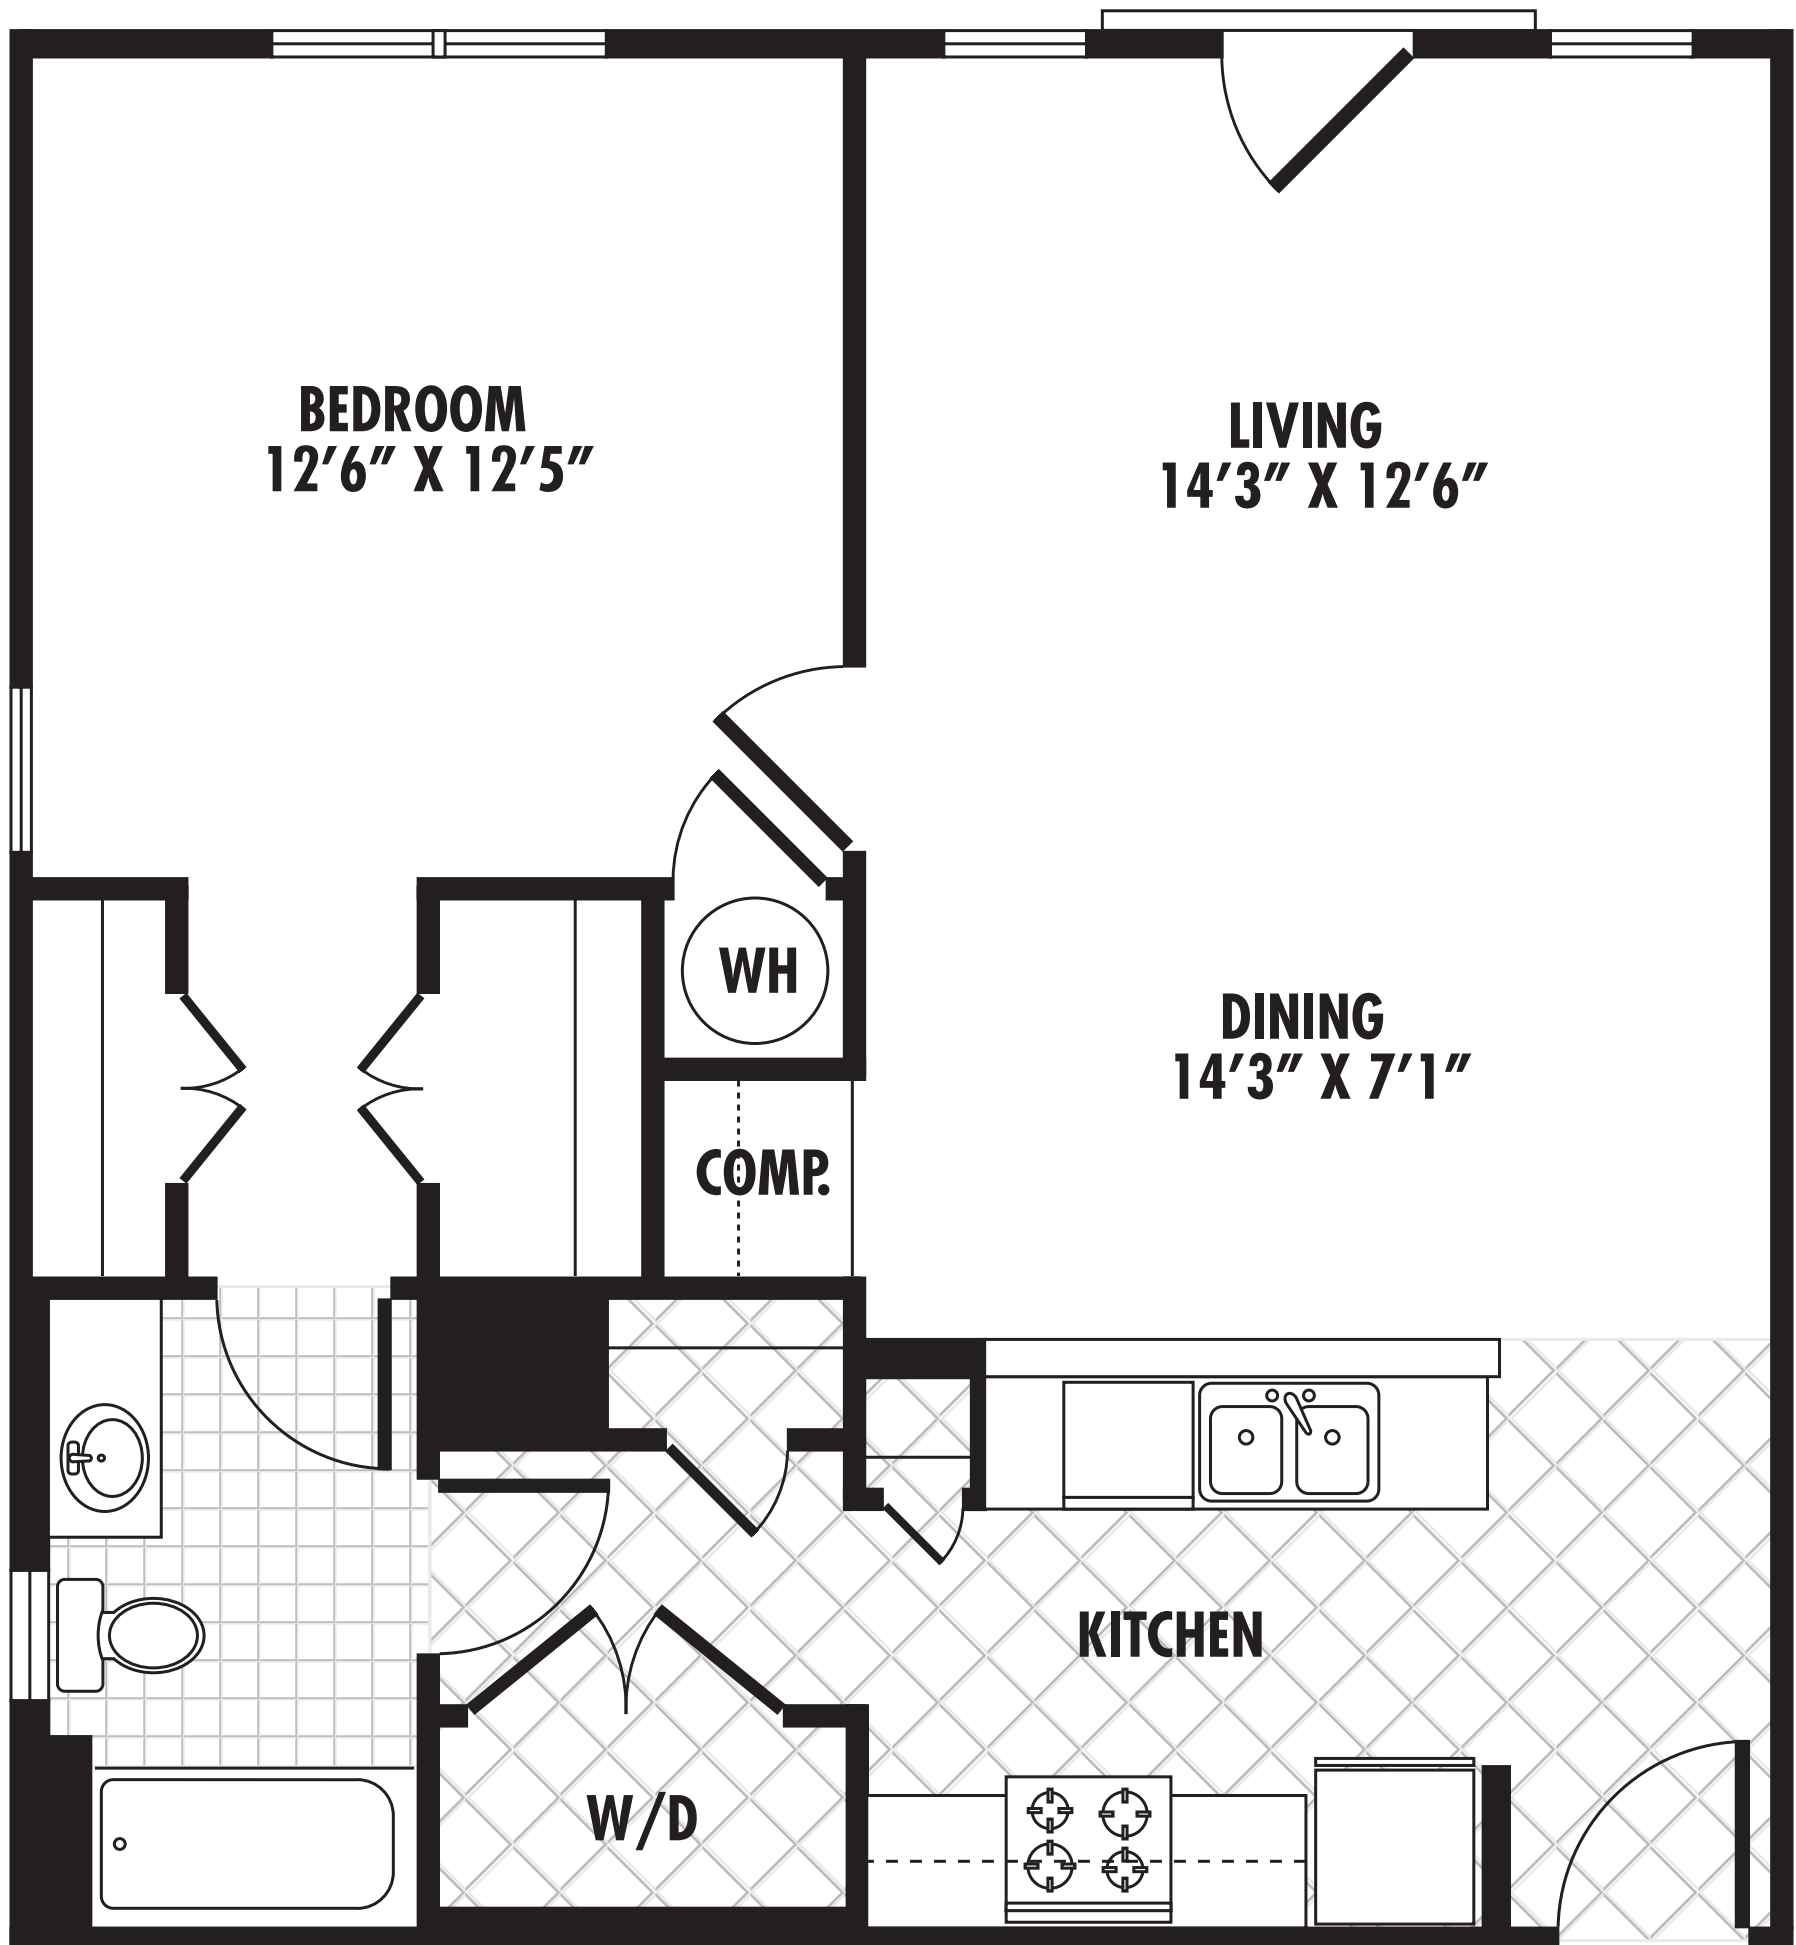 BEDROOM
12'6" X 12'5"
LIVING
14'3" X 12'6"
WH
DINING
14'3" X 7'1"
COMP.
KITCHEN
W/D